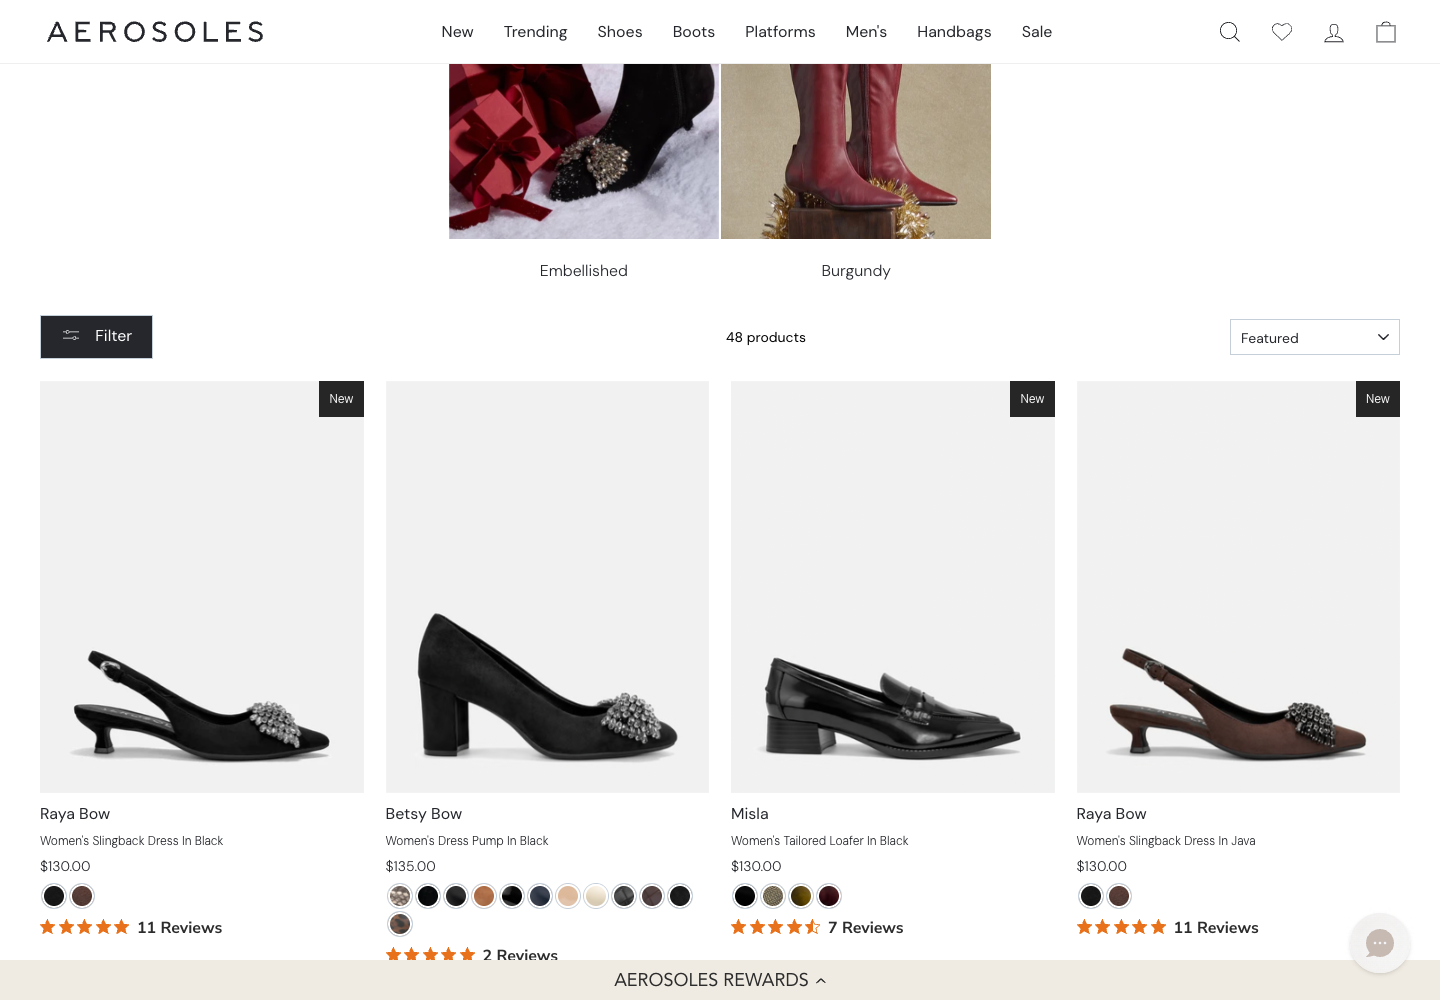 AEROSOLES
New Trending Shoes Boots Platforms Men's Handbags Sale
Embellished
Burgundy
Filter
48 products
Featured
New
New
New
Raya Bow
Women's Slingback Dress In Black
$130.00
11 Reviews
Betsy Bow
Women's Dress Pump In Black
$135.00
2 Reviews
Misla
Women's Tailored Loafer In Black
$130.00
7 Reviews
Raya Bow
Women's Slingback Dress In Java
$130.00
11 Reviews
AEROSOLES REWARDS